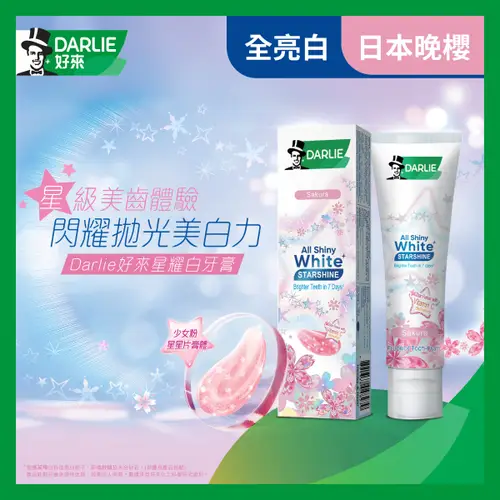 DARLIE
好來
全亮白
日本晚櫻
星級美齒體驗
閃耀拋光美白力
Darlie好來星耀白牙膏
少女粉
星星片膏體
DARLIE
Sakura
All Shiny
White+
STARSHINE
Brighter Teeth in 7 Days*
DARLIE
All Shiny
White+
STARSHINE
Brighter Teeth in 7 Days*
Sakura